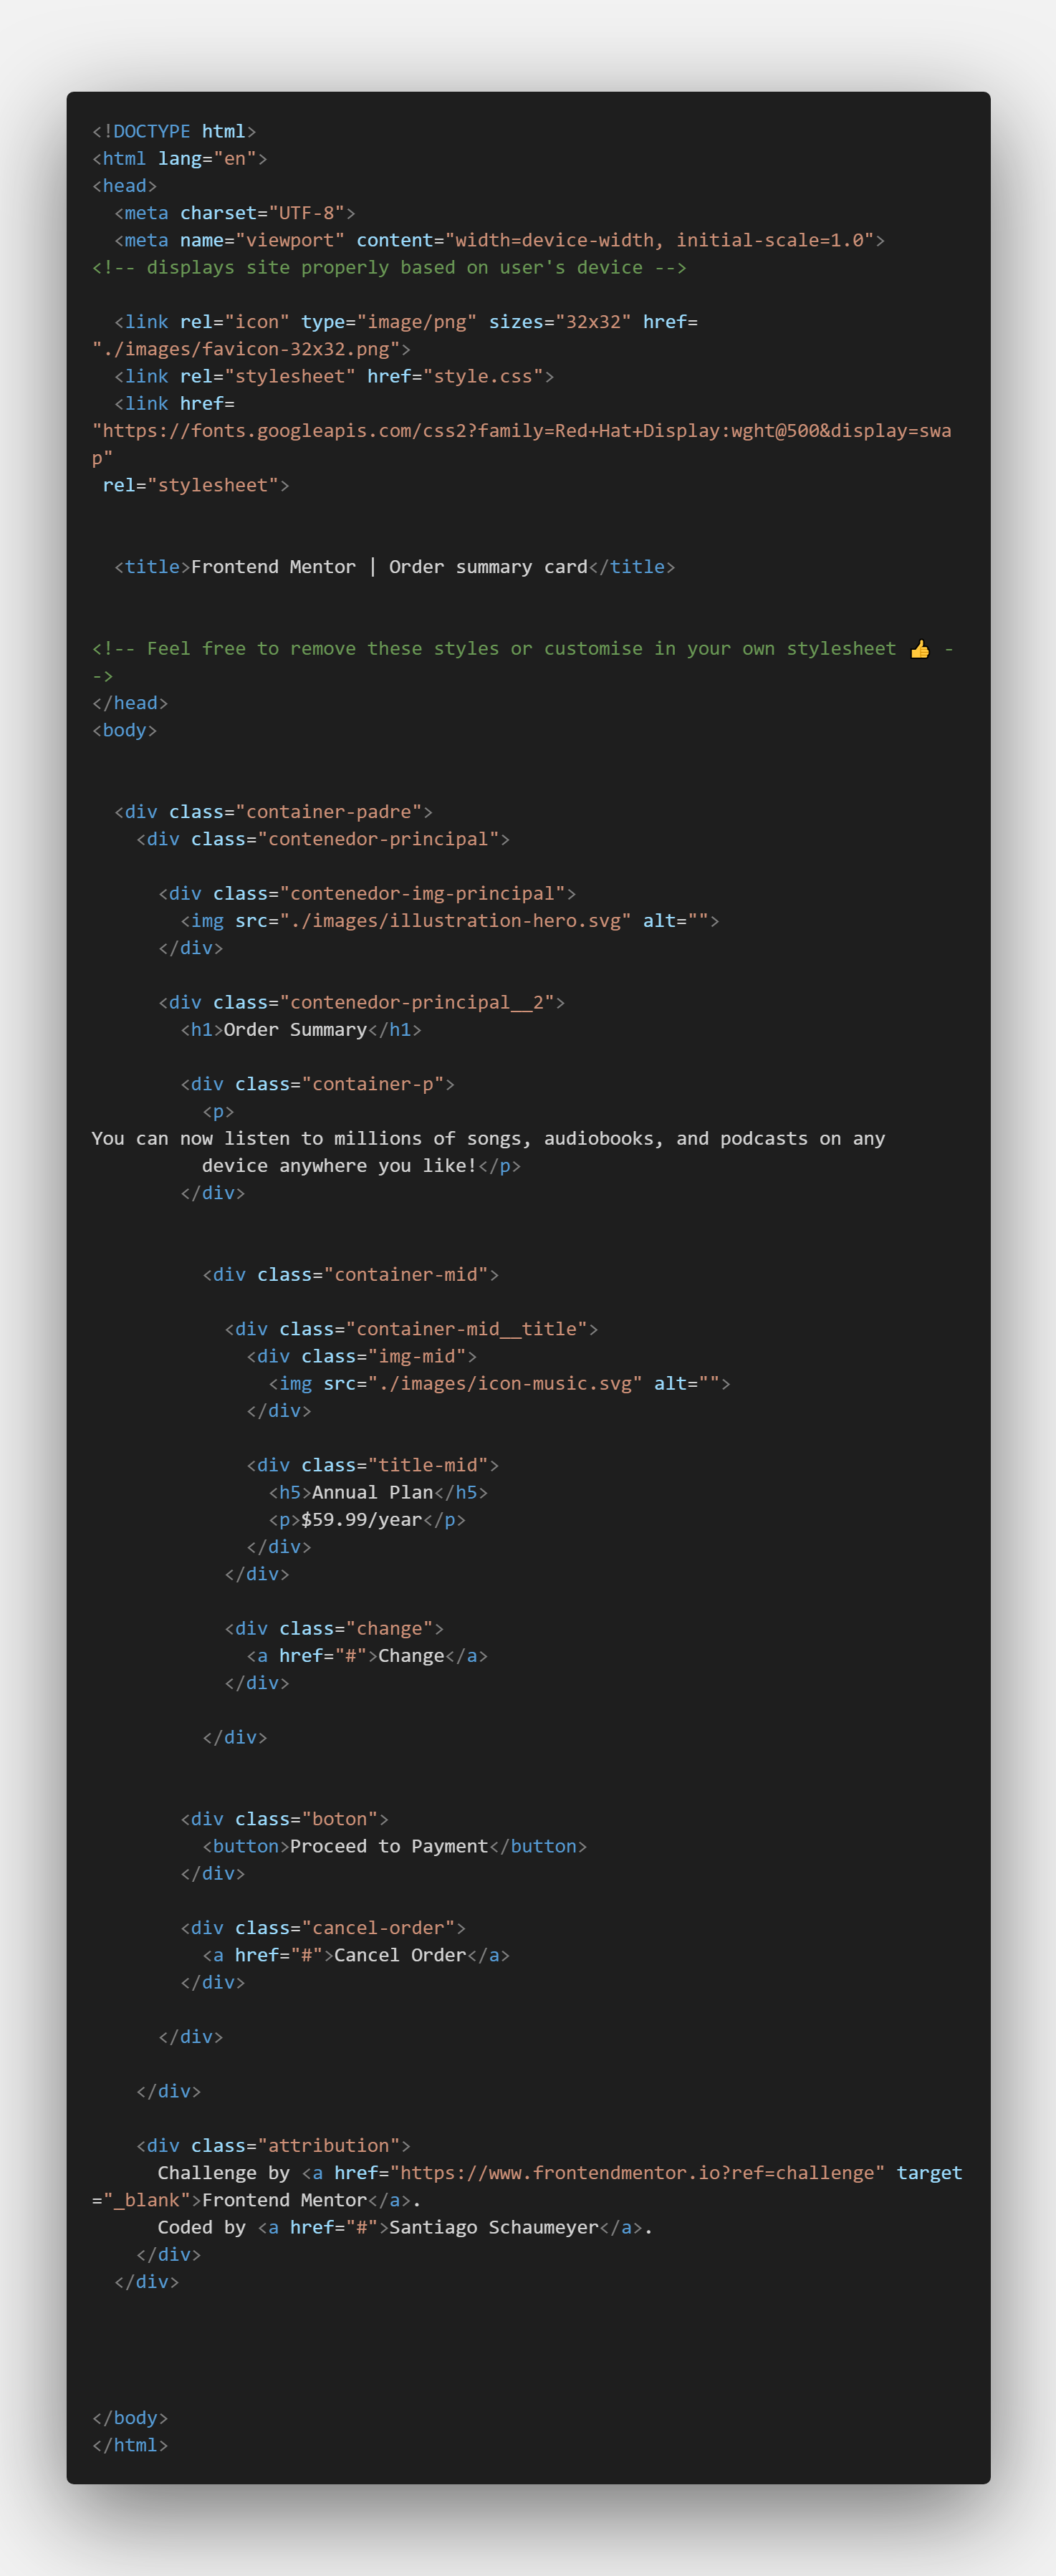 <!DOCTYPE html>
<html lang="en">
<head>
  <meta charset="UTF-8">
  <meta name="viewport" content="width=device-width, initial-scale=1.0">
<!-- displays site properly based on user's device -->

  <link rel="icon" type="image/png" sizes="32x32" href=
"./images/favicon-32x32.png">
  <link rel="stylesheet" href="style.css">
  <link href=
"https://fonts.googleapis.com/css2?family=Red+Hat+Display:wght@500&display=swa
p"
 rel="stylesheet">


  <title>Frontend Mentor | Order summary card</title>


<!-- Feel free to remove these styles or customise in your own stylesheet 👍 -
->
</head>
<body>


  <div class="container-padre">
    <div class="contenedor-principal">

      <div class="contenedor-img-principal">
        <img src="./images/illustration-hero.svg" alt="">
      </div>

      <div class="contenedor-principal__2">
        <h1>Order Summary</h1>

        <div class="container-p">
          <p>
You can now listen to millions of songs, audiobooks, and podcasts on any
          device anywhere you like!</p>
        </div>


          <div class="container-mid">

            <div class="container-mid__title">
              <div class="img-mid">
                <img src="./images/icon-music.svg" alt="">
              </div>

              <div class="title-mid">
                <h5>Annual Plan</h5>
                <p>$59.99/year</p>
              </div>
            </div>

            <div class="change">
              <a href="#">Change</a>
            </div>

          </div>


        <div class="boton">
          <button>Proceed to Payment</button>
        </div>

        <div class="cancel-order">
          <a href="#">Cancel Order</a>
        </div>

      </div>

    </div>

    <div class="attribution">
      Challenge by <a href="https://www.frontendmentor.io?ref=challenge" target
="_blank">Frontend Mentor</a>.
      Coded by <a href="#">Santiago Schaumeyer</a>.
    </div>
  </div>





</body>
</html>